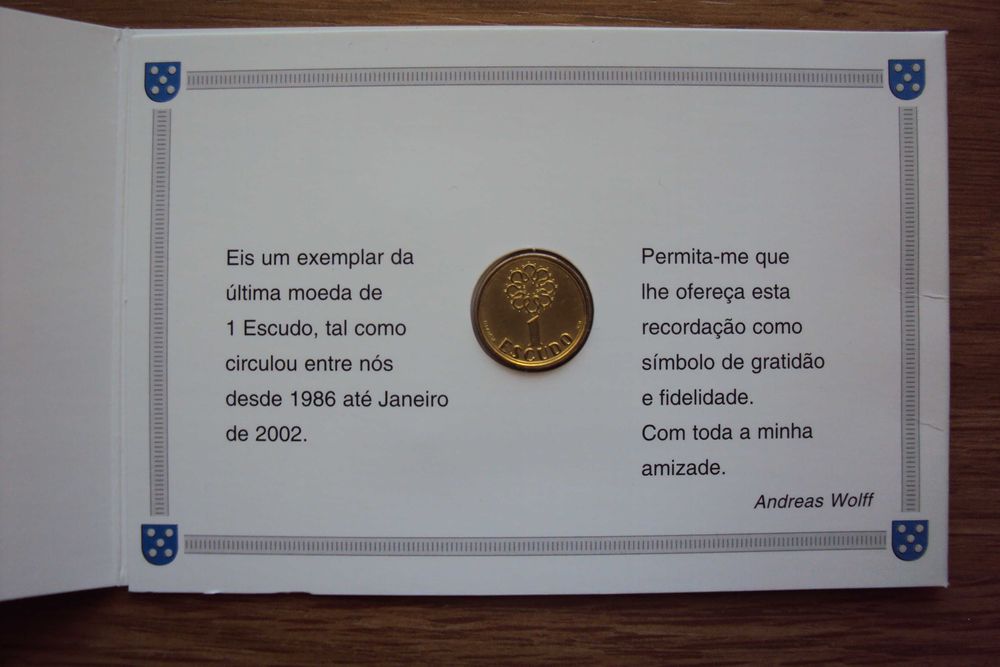 Eis um exemplar da
última moeda de
1 Escudo, tal como
circulou entre nós
desde 1986 até Janeiro
de 2002.
1
ESCUDO
Permita-me que
lhe ofereça esta
recordação como
símbolo de gratidão
e fidelidade.
Com toda a minha
amizade.
Andreas Wolff